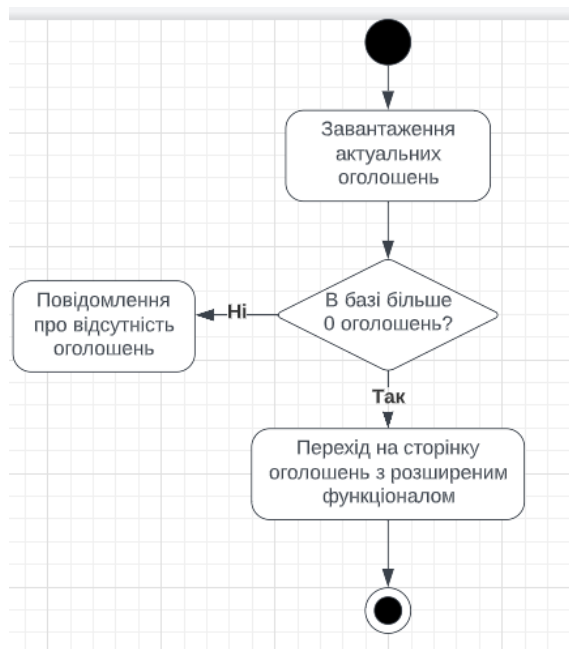 Завантаження
актуальних
оголошень
В базі більше
0 оголошень?
Ні
Повідомлення
про відсутність
оголошень
Так
Перехід на сторінку
оголошень з розширеним
функціоналом